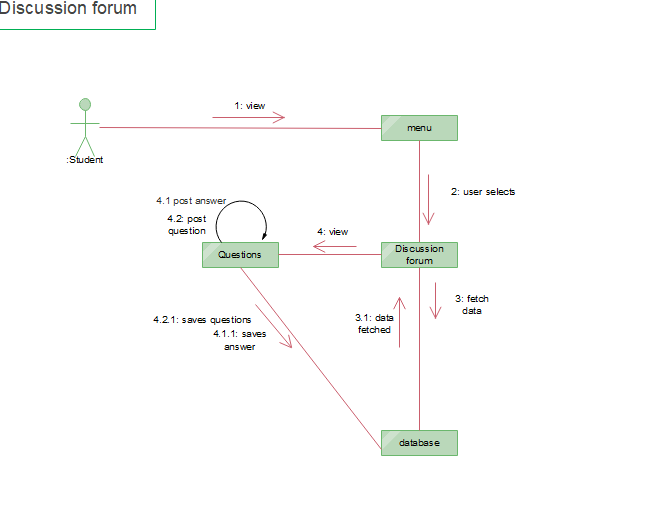 Discussion forum
1: view
menu
:Student
2: user selects
4.1 post answer
4.2: post
question
4: view
Questions
Discussion
forum
3: fetch
data
3.1: data
fetched
4.2.1: saves questions
4.1.1: saves
answer
database